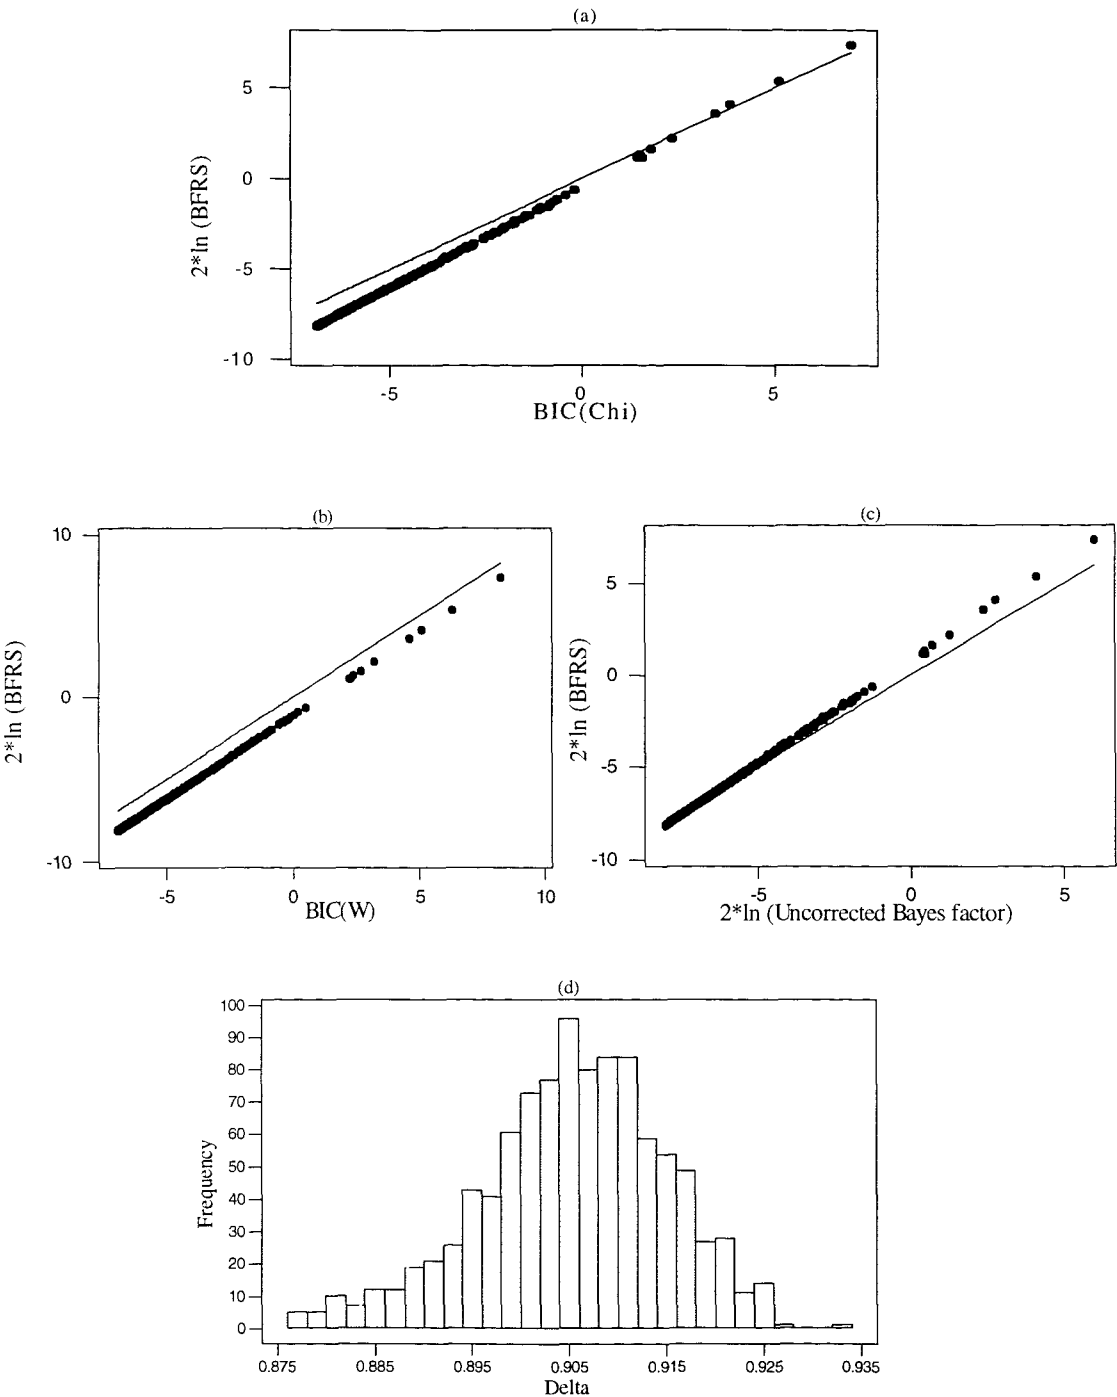 (a)
5
0
-5
-10
2*ln (BFRS)
-5 0 5
BIC(Chi)
(b)
10
0
-10
2*ln (BFRS)
-5 0 5 10
BIC(W)
(c)
5
0
-5
-10
2*ln (BFRS)
-5 0 5
2*ln (Uncorrected Bayes factor)
(d)
100
90
80
70
60
50
40
30
20
10
0
Frequency
0.875 0.885 0.895 0.905 0.915 0.925 0.935
Delta